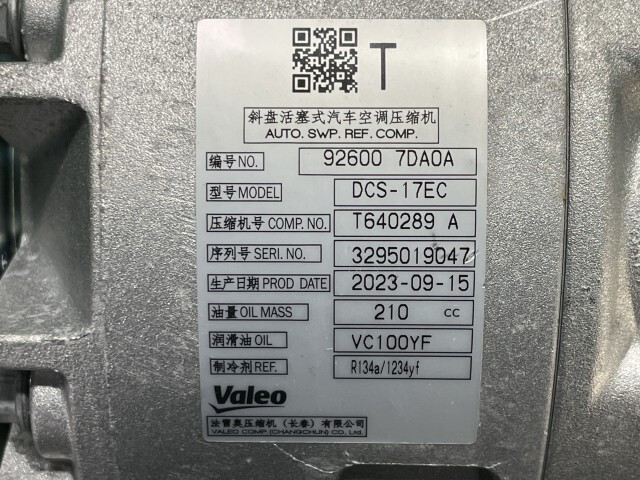 T
斜盘活塞式汽车空调压缩机
AUTO. SWP. REF. COMP.
编号NO. 92600 7DA0A
型号MODEL DCS-17EC
压缩机号COMP.NO. T640289 A
序列号SERI.NO. 3295019047
生产日期PROD DATE 2023-09-15
油量OIL MASS 210 cc
润滑油OIL VC100YF
制冷剂REF. R134a/1234yf
Valeo
法雷奥压缩机（长春）有限公司
VALEO COMP.(CHANGCHUN) CO., Ltd.